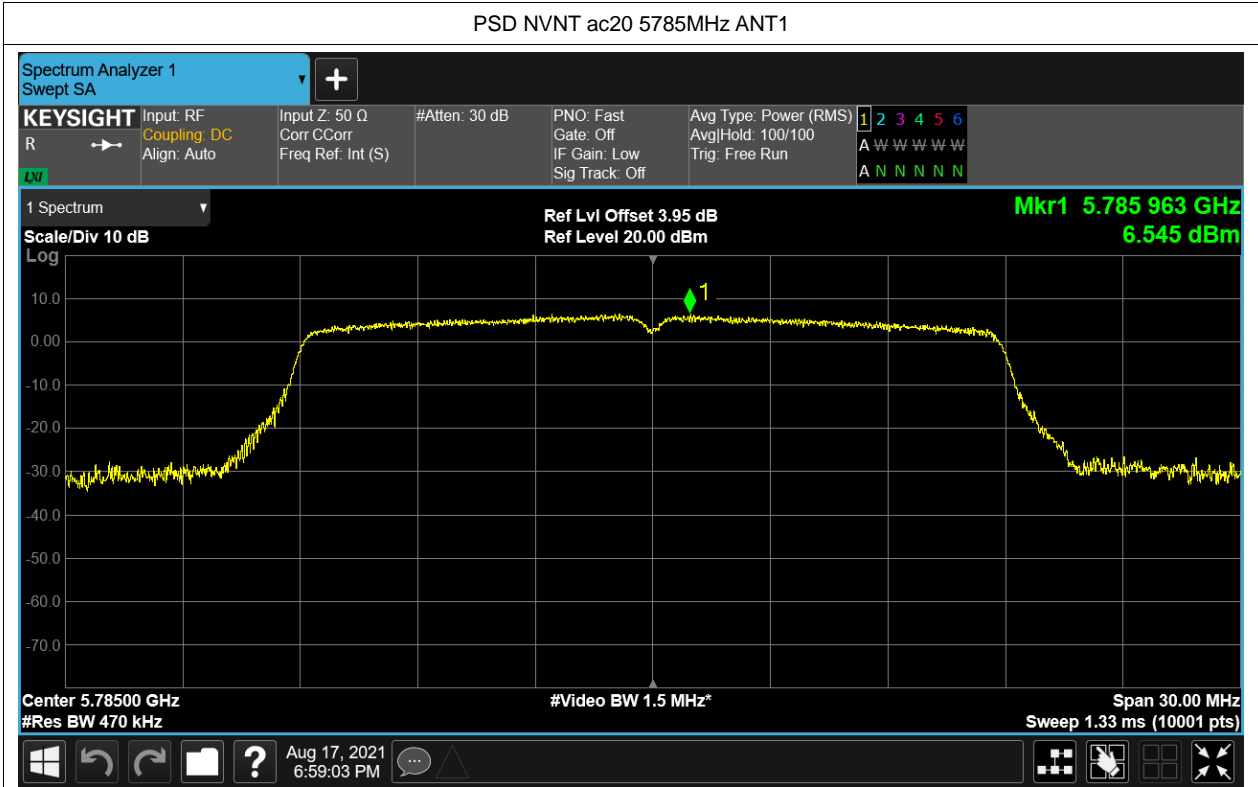 PSD NVNT ac20 5785MHz ANT1
Spectrum Analyzer 1
Swept SA
KEYSIGHT
R
LXI
Input: RF
Coupling: DC
Align: Auto
Input Z: 50 Ω
Corr CCorr
Freq Ref: Int (S)
#Atten: 30 dB
PNO: Fast
Gate: Off
IF Gain: Low
Sig Track: Off
Avg Type: Power (RMS)
Avg|Hold: 100/100
Trig: Free Run
1 2 3 4 5 6
A W W W W W
A N N N N N
1 Spectrum
Scale/Div 10 dB
Log
Ref Lvl Offset 3.95 dB
Ref Level 20.00 dBm
Mkr1 5.785 963 GHz
6.545 dBm
1
10.0
0.00
-10.0
-20.0
-30.0
-40.0
-50.0
-60.0
-70.0
Center 5.78500 GHz
#Res BW 470 kHz
#Video BW 1.5 MHz*
Span 30.00 MHz
Sweep 1.33 ms (10001 pts)
?
Aug 17, 2021
6:59:03 PM